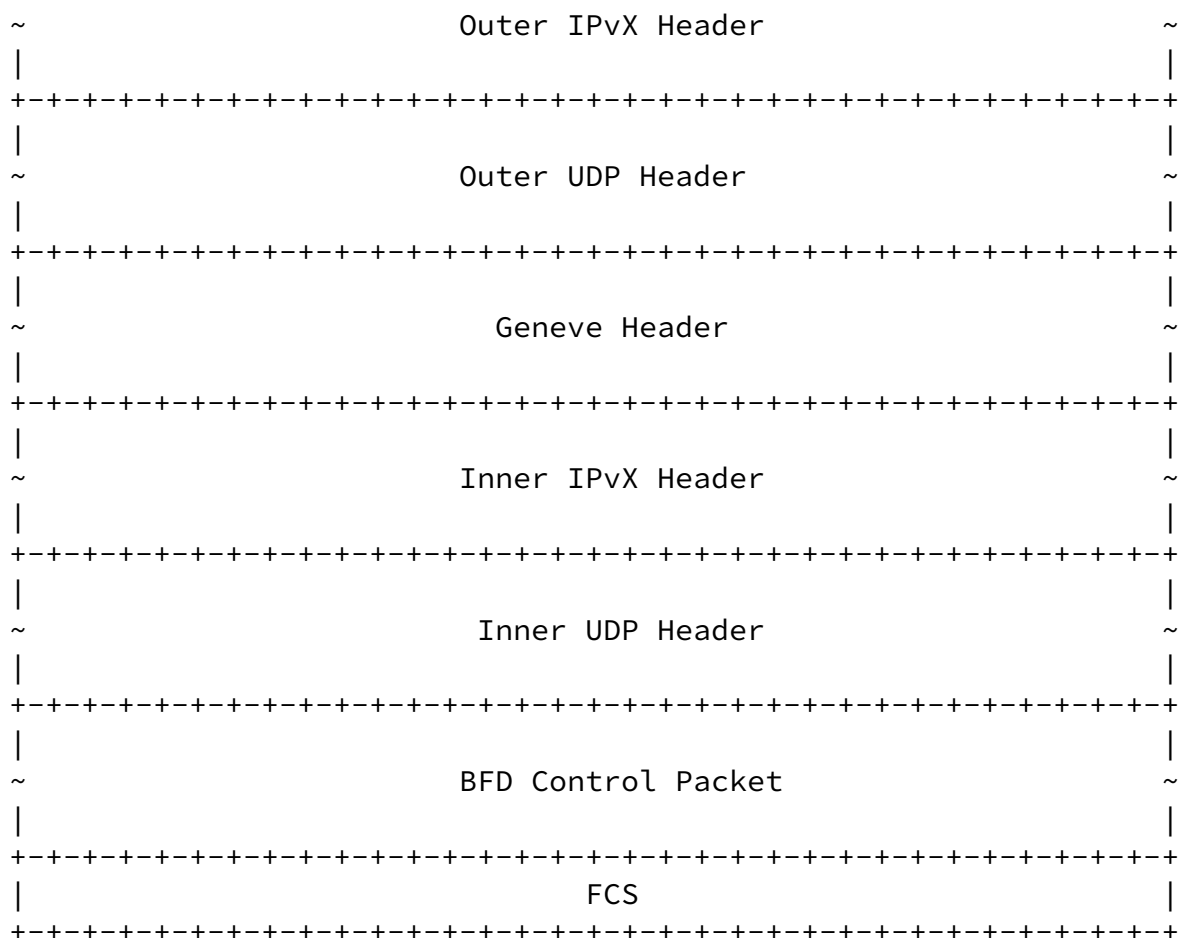 ~                        Outer IPvX Header                      ~
|                                                               |
+-+-+-+-+-+-+-+-+-+-+-+-+-+-+-+-+-+-+-+-+-+-+-+-+-+-+-+-+-+-+-+-+
|                                                               |
~                        Outer UDP Header                       ~
|                                                               |
+-+-+-+-+-+-+-+-+-+-+-+-+-+-+-+-+-+-+-+-+-+-+-+-+-+-+-+-+-+-+-+-+
|                                                               |
~                          Geneve Header                        ~
|                                                               |
+-+-+-+-+-+-+-+-+-+-+-+-+-+-+-+-+-+-+-+-+-+-+-+-+-+-+-+-+-+-+-+-+
|                                                               |
~                        Inner IPvX Header                      ~
|                                                               |
+-+-+-+-+-+-+-+-+-+-+-+-+-+-+-+-+-+-+-+-+-+-+-+-+-+-+-+-+-+-+-+-+
|                                                               |
~                         Inner UDP Header                      ~
|                                                               |
+-+-+-+-+-+-+-+-+-+-+-+-+-+-+-+-+-+-+-+-+-+-+-+-+-+-+-+-+-+-+-+-+
|                                                               |
~                        BFD Control Packet                     ~
|                                                               |
+-+-+-+-+-+-+-+-+-+-+-+-+-+-+-+-+-+-+-+-+-+-+-+-+-+-+-+-+-+-+-+-+
|                               FCS                             |
+-+-+-+-+-+-+-+-+-+-+-+-+-+-+-+-+-+-+-+-+-+-+-+-+-+-+-+-+-+-+-+-+